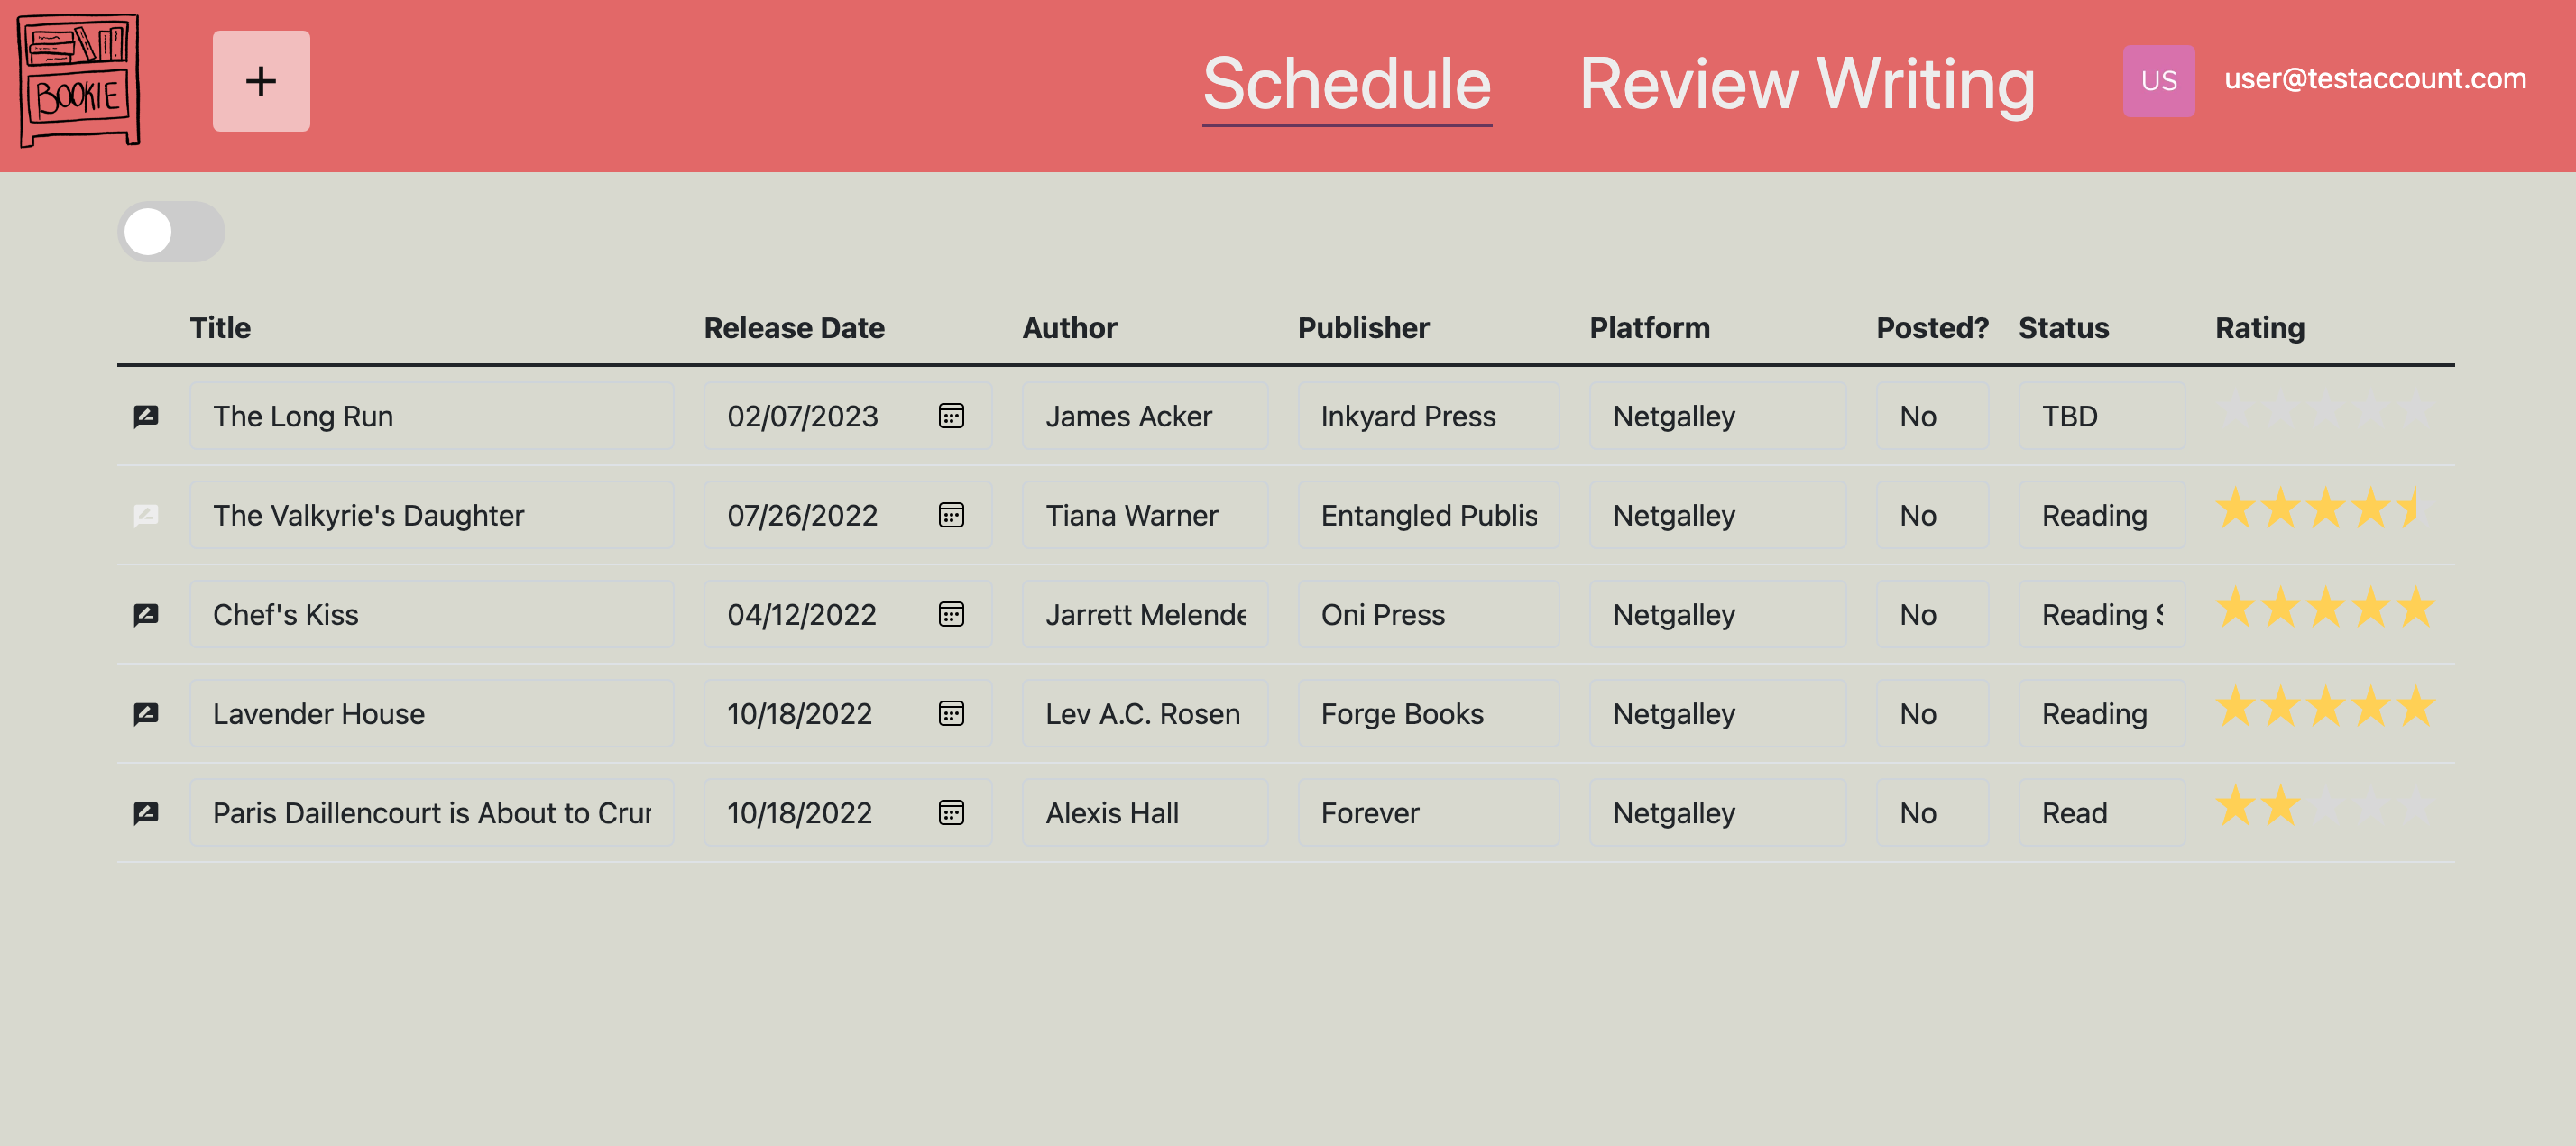 BOOKIE + Schedule Review Writing US user@testaccount.com
Title Release Date Author Publisher Platform Posted? Status Rating
The Long Run 02/07/2023 James Acker Inkyard Press Netgalley No TBD
The Valkyrie's Daughter 07/26/2022 Tiana Warner Entangled Publis Netgalley No Reading
Chef's Kiss 04/12/2022 Jarrett Melende Oni Press Netgalley No Reading S
Lavender House 10/18/2022 Lev A.C. Rosen Forge Books Netgalley No Reading
Paris Daillencourt is About to Crum 10/18/2022 Alexis Hall Forever Netgalley No Read